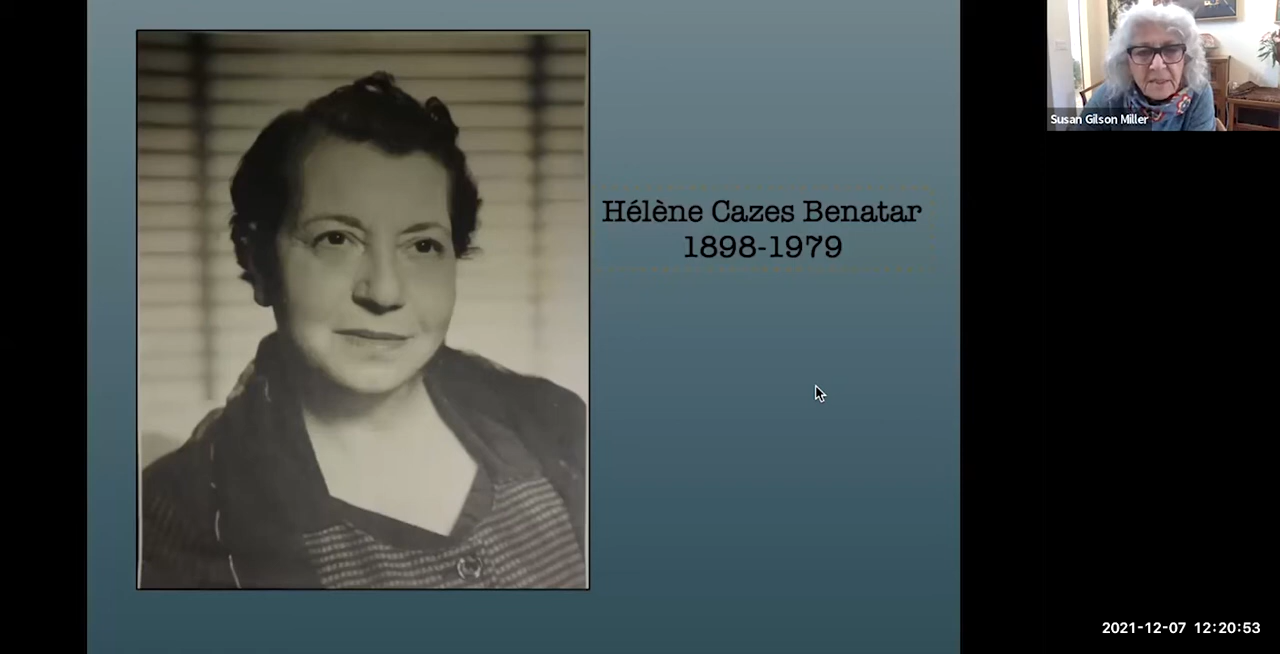 Hélène Cazes Benatar
1898-1979
Susan Gilson Miller
2021-12-07 12:20:53